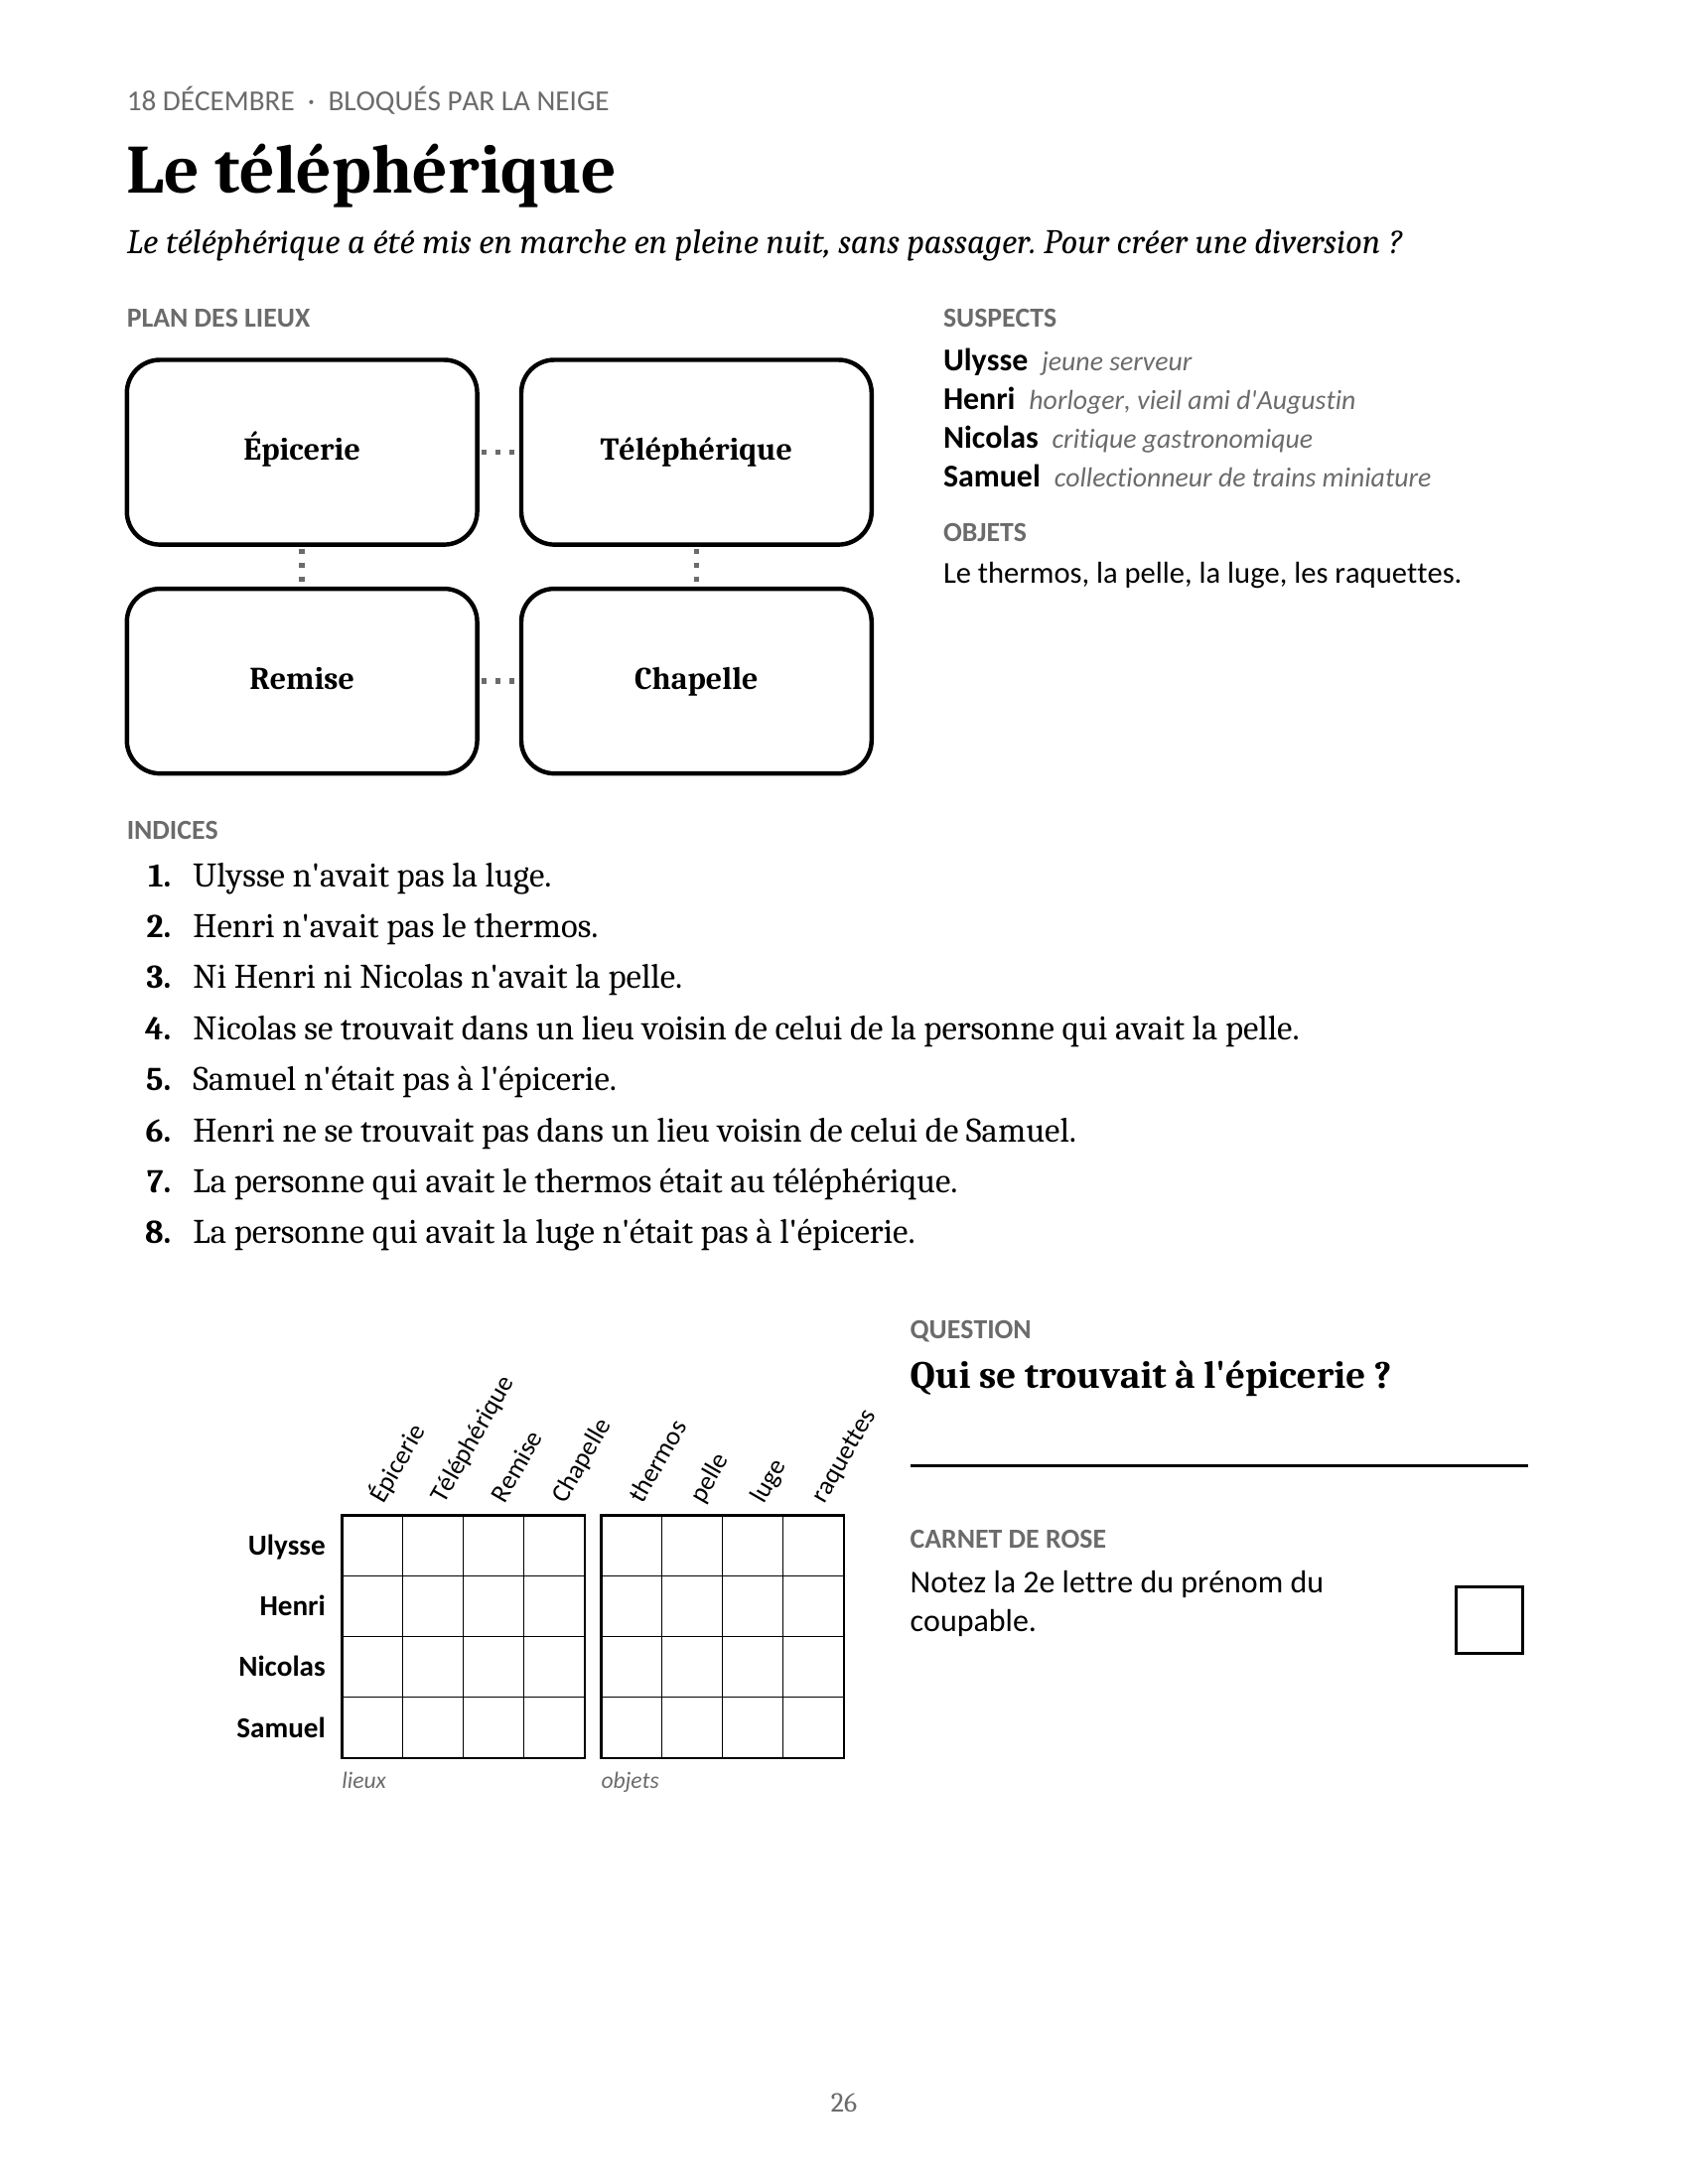 18 DÉCEMBRE · BLOQUÉS PAR LA NEIGE
Le téléphérique
Le téléphérique a été mis en marche en pleine nuit, sans passager. Pour créer une diversion ?
PLAN DES LIEUX
Épicerie
Téléphérique
Remise
Chapelle
SUSPECTS
Ulysse jeune serveur
Henri horloger, vieil ami d'Augustin
Nicolas critique gastronomique
Samuel collectionneur de trains miniature
OBJETS
Le thermos, la pelle, la luge, les raquettes.
INDICES
1. Ulysse n'avait pas la luge.
2. Henri n'avait pas le thermos.
3. Ni Henri ni Nicolas n'avait la pelle.
4. Nicolas se trouvait dans un lieu voisin de celui de la personne qui avait la pelle.
5. Samuel n'était pas à l'épicerie.
6. Henri ne se trouvait pas dans un lieu voisin de celui de Samuel.
7. La personne qui avait le thermos était au téléphérique.
8. La personne qui avait la luge n'était pas à l'épicerie.
Épicerie
Téléphérique
Remise
Chapelle
thermos
pelle
luge
raquettes
Ulysse
Henri
Nicolas
Samuel
lieux
objets
QUESTION
Qui se trouvait à l'épicerie ?
CARNET DE ROSE
Notez la 2e lettre du prénom du
coupable.
26